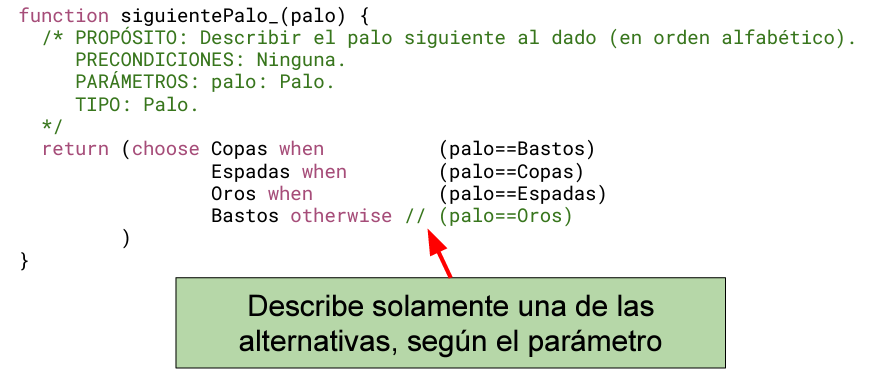 function siguientePalo_(palo) {
/* PROPÓSITO: Describir el palo siguiente al dado (en orden alfabético).
PRECONDICIONES: Ninguna.
PARÁMETROS: palo: Palo.
TIPO: Palo.
*/
return (choose Copas when (palo==Bastos)
Espadas when (palo==Copas)
Oros when (palo==Espadas)
Bastos otherwise // (palo==Oros)
)
}
Describe solamente una de las
alternativas, según el parámetro